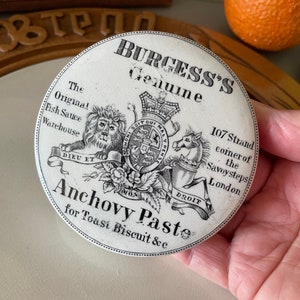 BURGESS'S
Genuine
The
Original
Fish Sauce
Warehouse
107 Strand
corner of
the
Savoy steps
London
DIEU ET
DROIT
Anchovy Paste
for Toast Biscuit &c